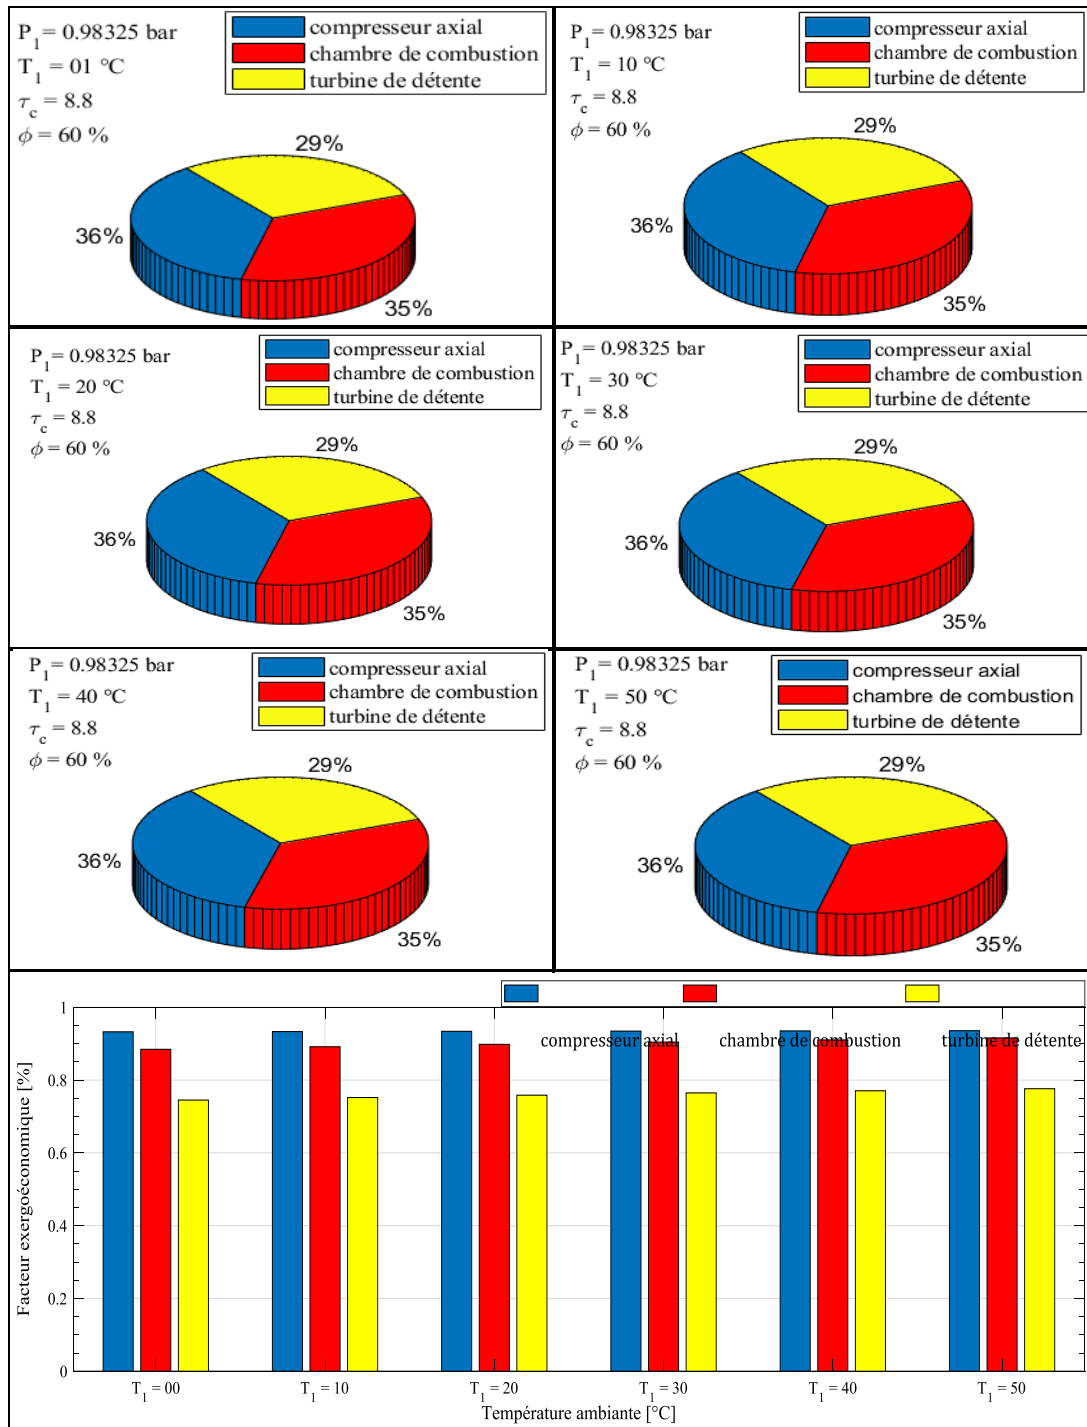 P1= 0.98325 bar
T1 = 01 °C
τc = 8.8
ϕ = 60 %
compresseur axial
chambre de combustion
turbine de détente
29%
36%
35%
P1= 0.98325 bar
T1 = 10 °C
τc = 8.8
ϕ = 60 %
compresseur axial
chambre de combustion
turbine de détente
29%
36%
35%
P1= 0.98325 bar
T1 = 20 °C
τc = 8.8
ϕ = 60 %
compresseur axial
chambre de combustion
turbine de détente
29%
36%
35%
P1= 0.98325 bar
T1 = 30 °C
τc = 8.8
ϕ = 60 %
compresseur axial
chambre de combustion
turbine de détente
29%
36%
35%
P1= 0.98325 bar
T1 = 40 °C
τc = 8.8
ϕ = 60 %
compresseur axial
chambre de combustion
turbine de détente
29%
36%
35%
P1= 0.98325 bar
T1 = 50 °C
τc = 8.8
ϕ = 60 %
compresseur axial
chambre de combustion
turbine de détente
29%
36%
35%
compresseur axial
chambre de combustion
turbine de détente
Facteur exergoéconomique [%]
1
0.8
0.6
0.4
0.2
0
T1 = 00
T1 = 10
T1 = 20
T1 = 30
T1 = 40
T1 = 50
Température ambiante [°C]